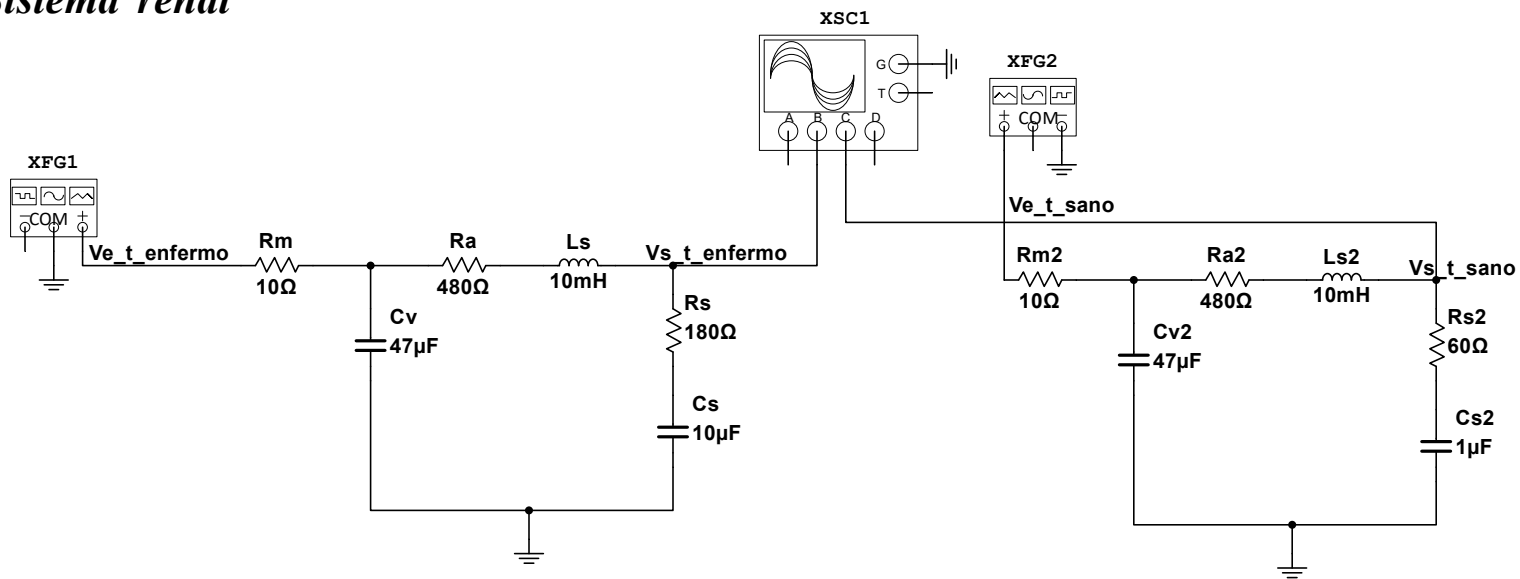 sistema renal
XSC1
G
T
A B C D
XFG2
+ COM −
XFG1
− COM +
Ve_t_enfermo
Rm
10Ω
Ra
480Ω
Ls
10mH
Vs_t_enfermo
Cv
47µF
Rs
180Ω
Cs
10µF
Ve_t_sano
Rm2
10Ω
Ra2
480Ω
Ls2
10mH
Vs_t_sano
Cv2
47µF
Rs2
60Ω
Cs2
1µF